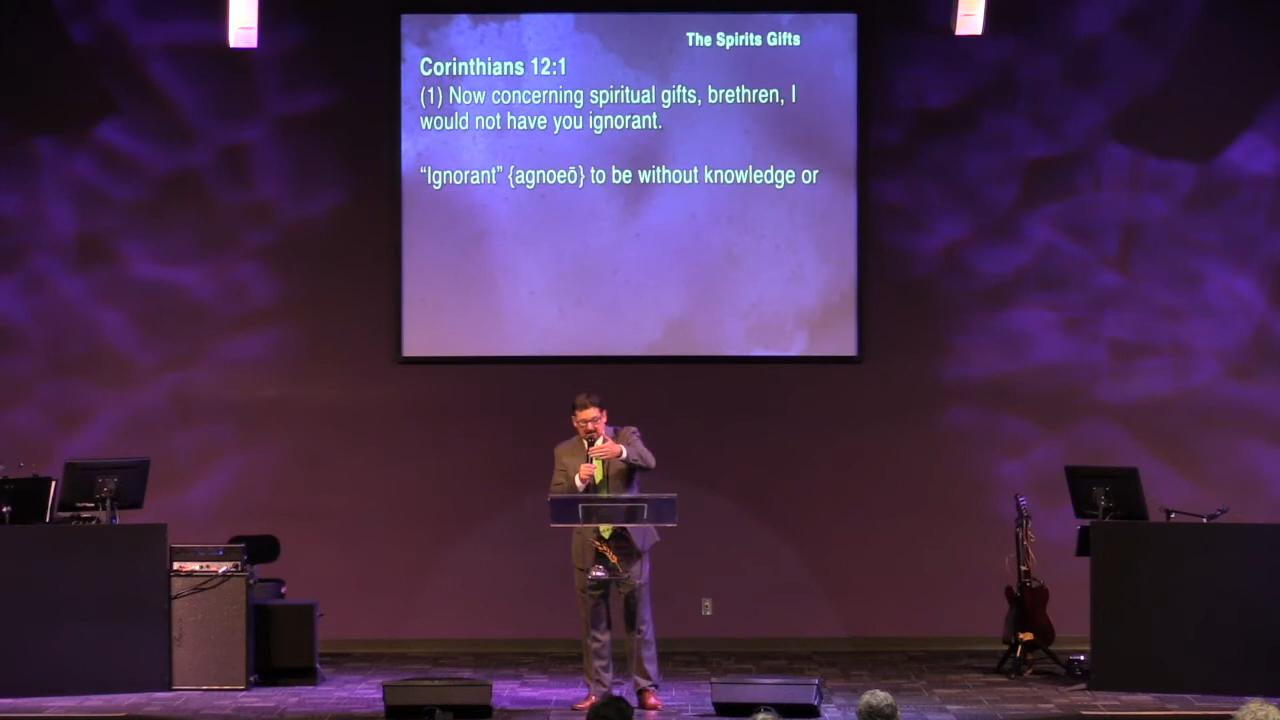 The Spirits Gifts
Corinthians 12:1
(1) Now concerning spiritual gifts, brethren, I
would not have you ignorant.
“Ignorant” {agnoeō} to be without knowledge or